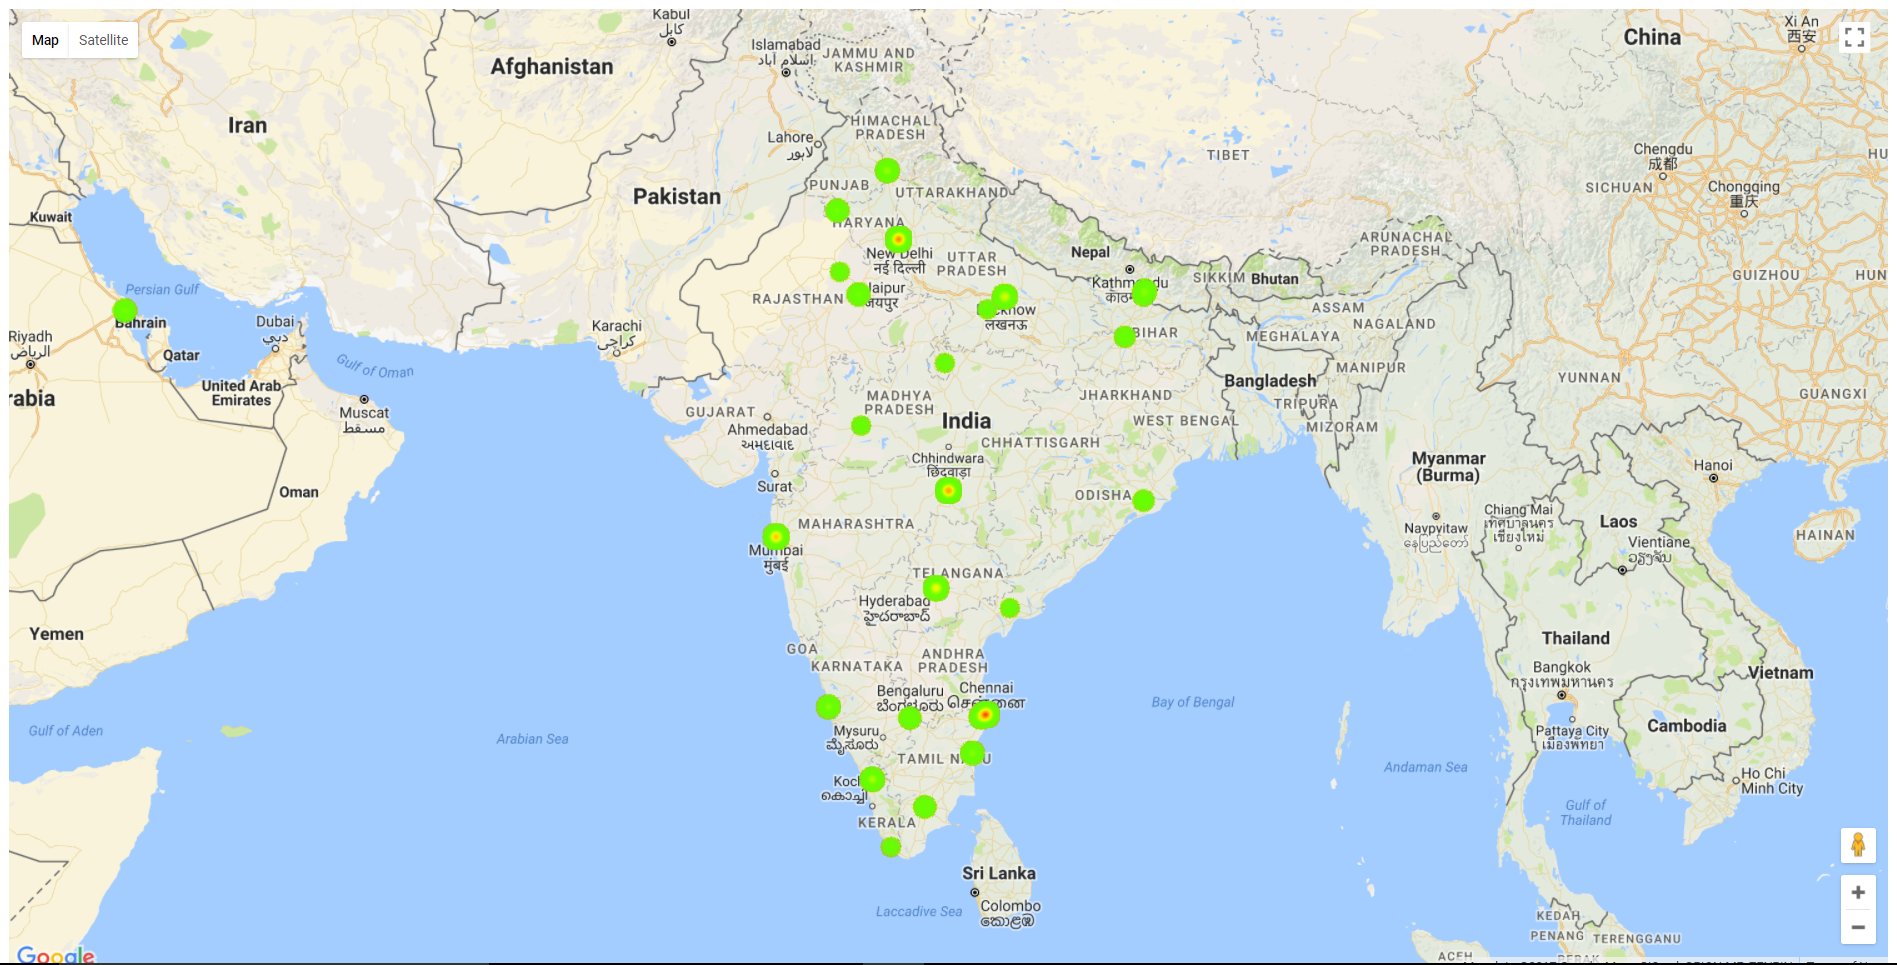 Map
Satellite
Kabul
کابل
Islamabad
اسلام آباد
JAMMU AND
KASHMIR
Afghanistan
China
Xi An
西安
Iran
Lahore
لاہور
HIMACHAL
PRADESH
TIBET
Chengdu
成都
SICHUAN
Chongqing
重庆
HU
Pakistan
PUNJAB
UTTARAKHAND
HARYANA
Kuwait
New Delhi
नई दिल्ली
UTTAR
PRADESH
Nepal
Kathmandu
SIKKIM
Bhutan
ARUNACHAL
PRADESH
GUIZHOU
HUN
Persian Gulf
RAJASTHAN
Jaipur
जयपुर
लखनऊ
ASSAM
NAGALAND
MEGHALAYA
BIHAR
Bahrain
Riyadh
الرياض
Dubai
دبي
Karachi
کراچی
Qatar
Gulf of Oman
United Arab
Emirates
MANIPUR
YUNNAN
GUANGXI
Bangladesh
TRIPURA
MIZORAM
JHARKHAND
WEST BENGAL
MADHYA
PRADESH
rabia
Muscat
مسقط
GUJARAT
Ahmedabad
અમદાવાદ
India
CHHATTISGARH
Chhindwara
छिंदवाड़ा
Myanmar
(Burma)
Hanoi
Oman
Surat
ODISHA
MAHARASHTRA
Naypyitaw
နေပြည်တော်
Chiang Mai
เทศบาลนคร
เชียงใหม่
Laos
Vientiane
ວຽງຈັນ
HAINAN
Mumbai
मुंबई
TELANGANA
Hyderabad
హైదరాబాద్
Yemen
Thailand
Bangkok
กรุงเทพมหานคร
Vietnam
GOA
KARNATAKA
ANDHRA
PRADESH
Bengaluru
ಬೆಂಗಳೂರು
Chennai
சென்னை
Bay of Bengal
Gulf of Aden
Arabian Sea
Mysuru
ಮೈಸೂರು
TAMIL NADU
Cambodia
Pattaya City
เมืองพัทยา
Andaman Sea
Kochi
കൊച്ചി
KERALA
Gulf of
Thailand
Ho Chi
Minh City
Sri Lanka
Colombo
කොළඹ
Laccadive Sea
KEDAH
PENANG
TERENGGANU
PERAK
ACEH
Google